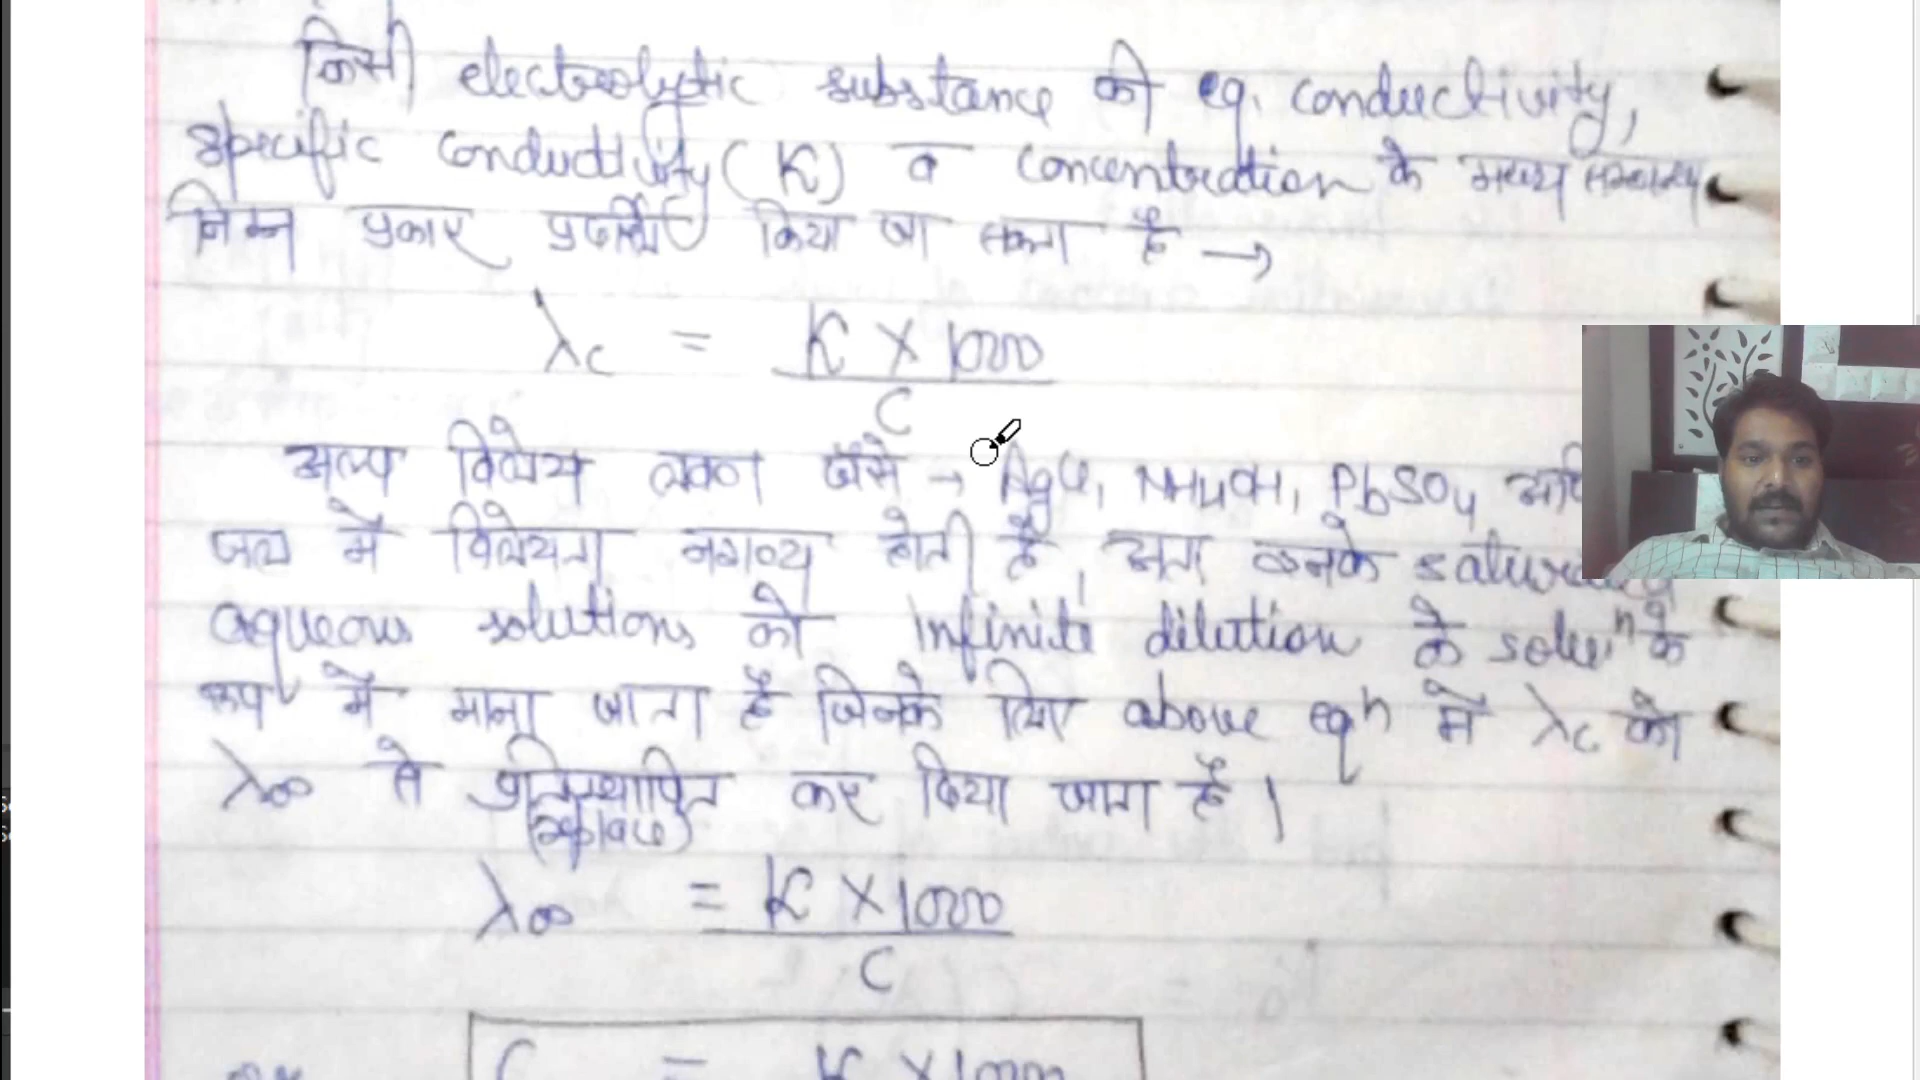 किसी electrolytic substance की eq. conductivity,
specific conductivity (K) व concentration के मध्य सम्बन्ध
निम्न प्रकार प्रदर्शित किया जा सकता है →
λc = K × 1000
C
अल्प विलेय लवण जैसे → AgCl, NH4OH, PbSO4 आदि
जल में विलेयता नगण्य होती है, अतः इनके
aqueous solutions को Infinite dilution के soluⁿ के
रूप में माना जाता है जिनके लिए above eqⁿ में λc को
λ∞ से प्रतिस्थापित कर दिया जाता है।
λ∞ = K × 1000
C
C = K × 1000